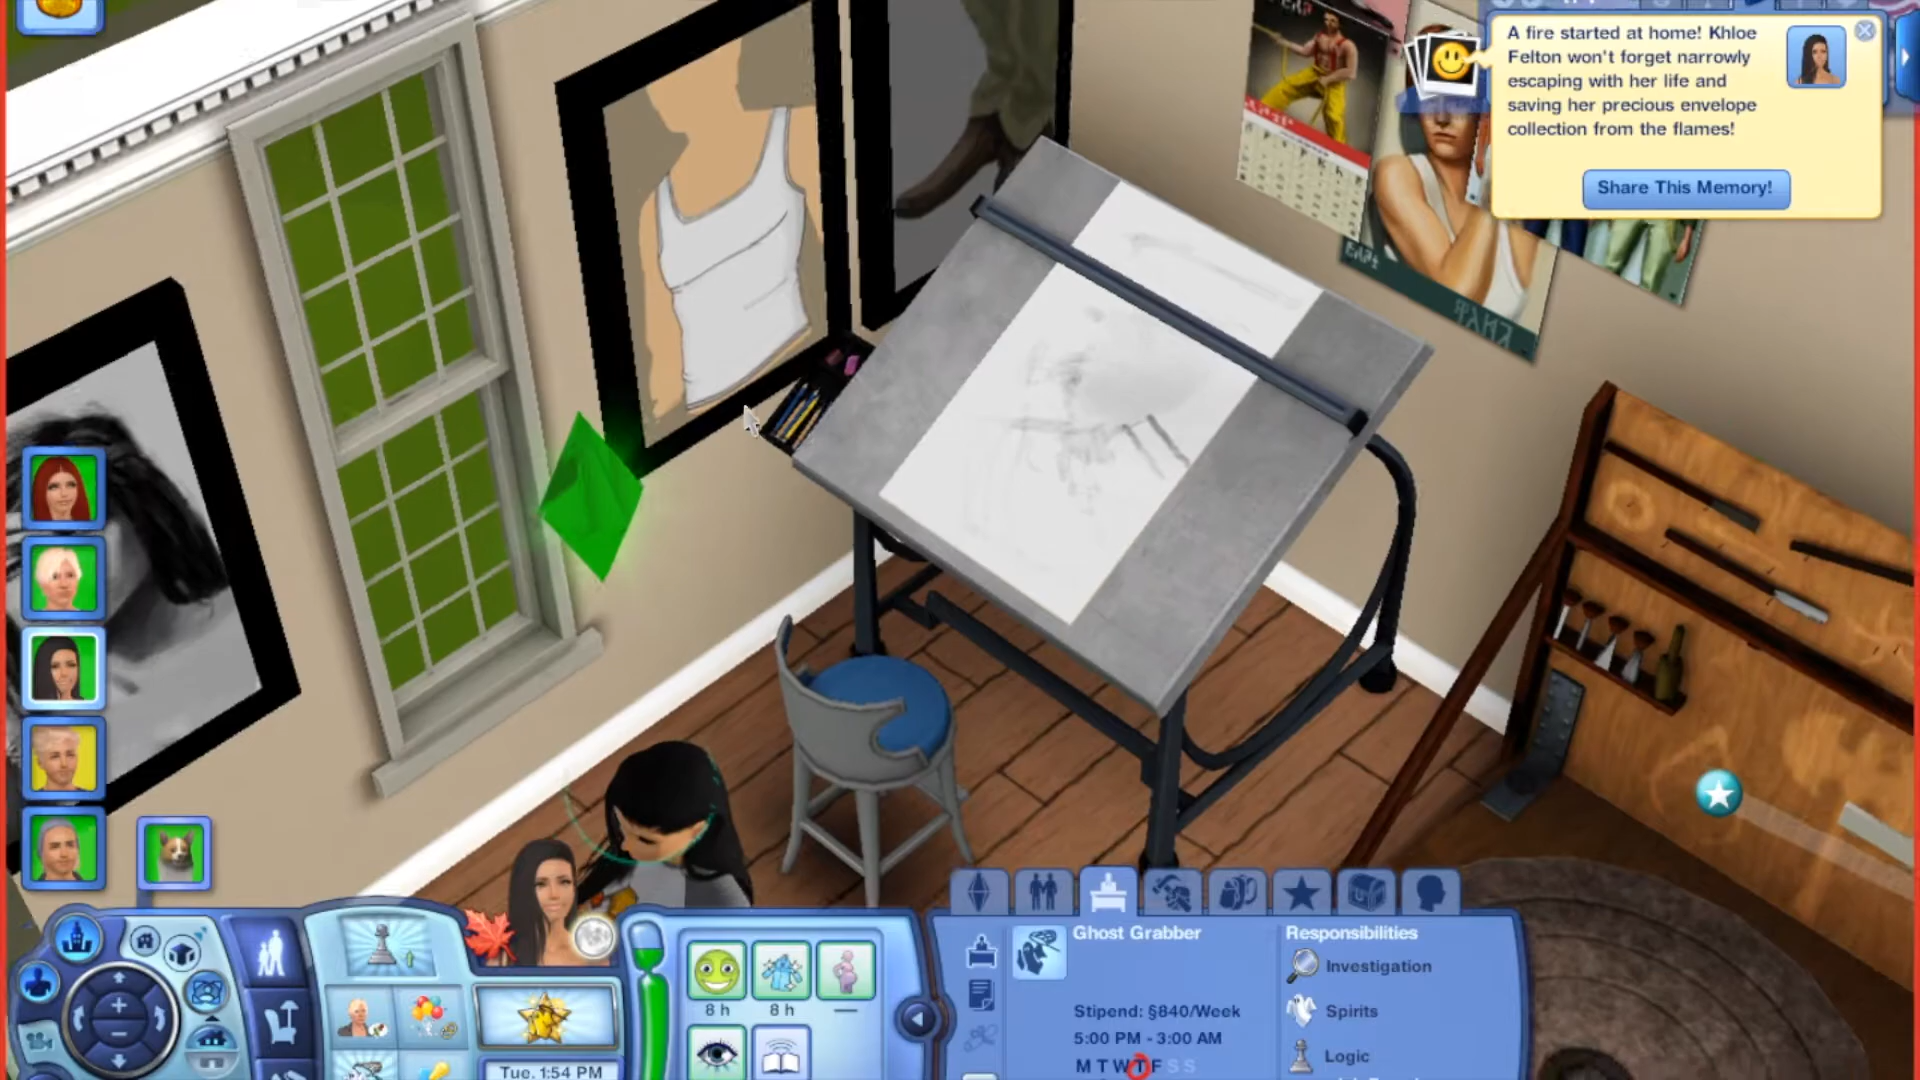 A fire started at home! Khloe
Felton won't forget narrowly
escaping with her life and
saving her precious envelope
collection from the flames!
Share This Memory!
Ghost Grabber
Stipend: §840/Week
5:00 PM - 3:00 AM
M T W T F S S
Responsibilities
Investigation
Spirits
Logic
8 h
8 h
Tue. 1:54 PM